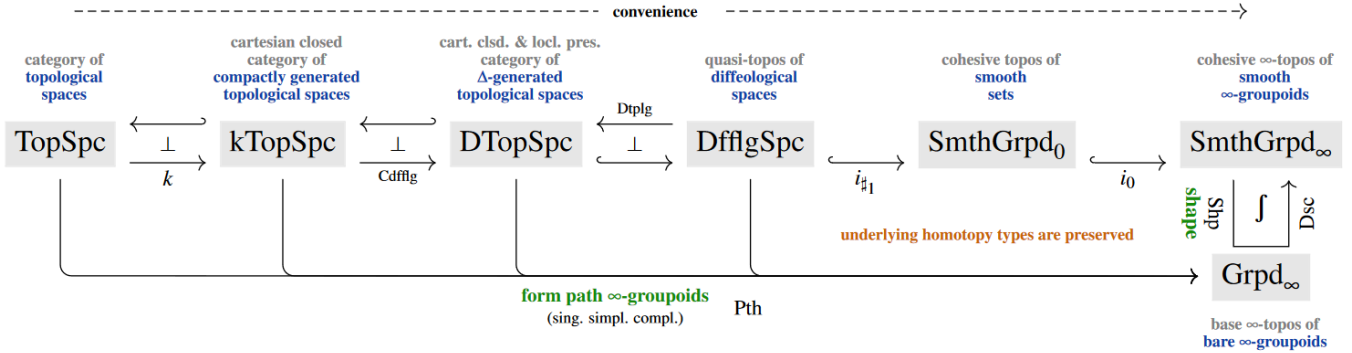 convenience
category of
topological
spaces
cartesian closed
category of
compactly generated
topological spaces
cart. clsd. & locl. pres.
category of
Δ-generated
topological spaces
quasi-topos of
diffeological
spaces
cohesive topos of
smooth
sets
cohesive ∞-topos of
smooth
∞-groupoids
Dtplg
TopSpc ⊥ kTopSpc ⊥ DTopSpc ⊥ DfflgSpc SmthGrpd₀ SmthGrpd∞
k
Cdfflg
i♯₁
i₀
shape
Shp
ʃ
Dsc
underlying homotopy types are preserved
Grpd∞
form path ∞-groupoids
(sing. simpl. compl.)
Pth
base ∞-topos of
bare ∞-groupoids